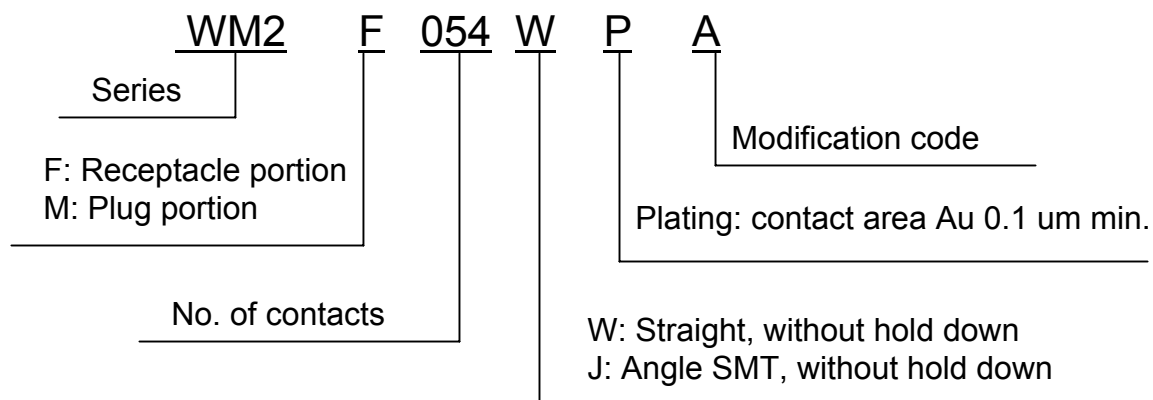 WM2 F 054 W P A
Series
Modification code
F: Receptacle portion
M: Plug portion
Plating: contact area Au 0.1 um min.
No. of contacts
W: Straight, without hold down
J: Angle SMT, without hold down